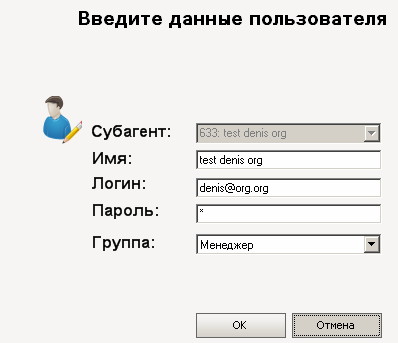 Введите данные пользователя
Субагент: 633: test denis org
Имя: test denis org
Логин: denis@org.org
Пароль: *
Группа: Менеджер
OK Отмена